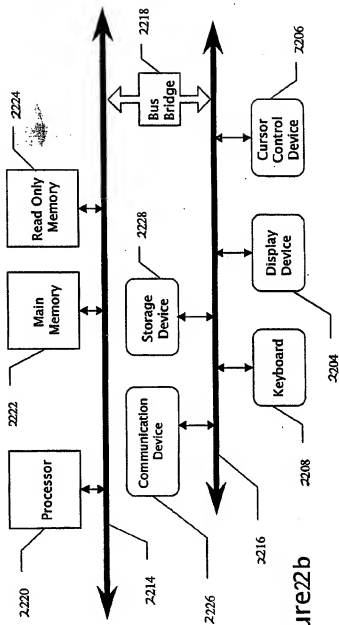 2220
2222
2224
Processor
Main
Memory
Read Only
Memory
2214
2218
Bus
Bridge
Communication
Device
Storage
Device
2228
2226
2216
Keyboard
Display
Device
Cursor
Control
Device
2208
2204
2206
ure22b